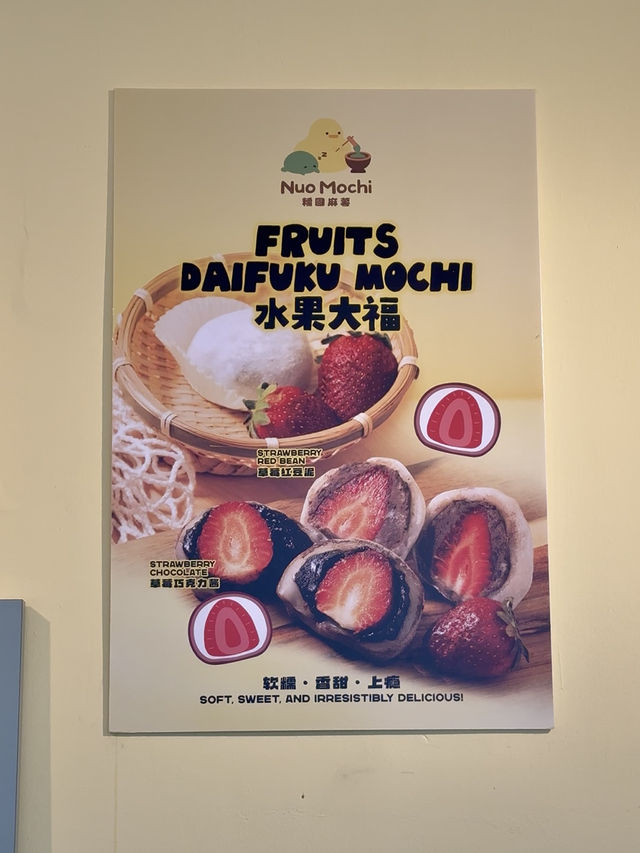 z
Nuo Mochi
糯團麻薯
FRUITS
DAIFUKU MOCHI
水果大福
STRAWBERRY
RED BEAN
草莓红豆泥
STRAWBERRY
CHOCOLATE
草莓巧克力酱
软糯·香甜·上瘾
SOFT, SWEET, AND IRRESISTIBLY DELICIOUS!